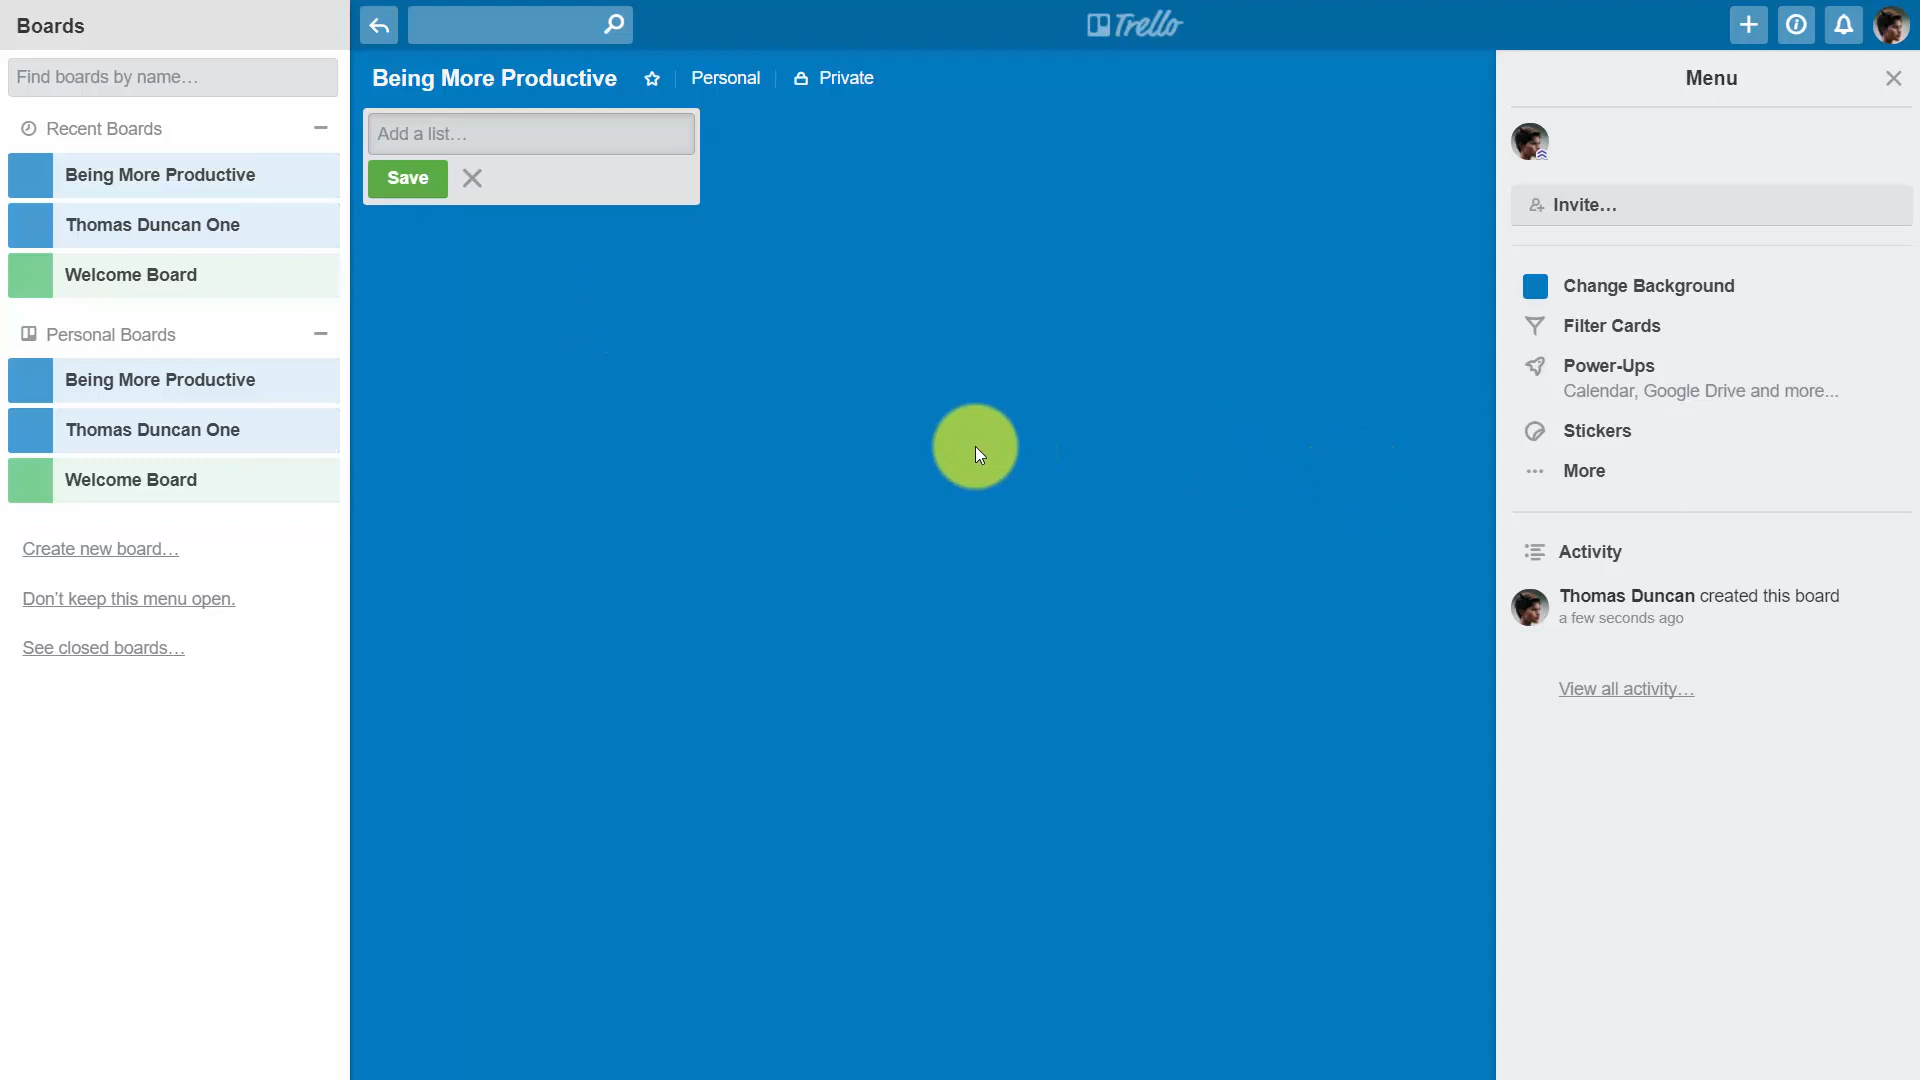 Boards
Find boards by name…
Recent Boards
Being More Productive
Thomas Duncan One
Welcome Board
Personal Boards
Being More Productive
Thomas Duncan One
Welcome Board
Create new board…
Don't keep this menu open.
See closed boards…
Trello
Being More Productive
Personal
Private
Add a list…
Save
Menu
Invite…
Change Background
Filter Cards
Power-Ups
Calendar, Google Drive and more...
Stickers
More
Activity
Thomas Duncan created this board
a few seconds ago
View all activity…